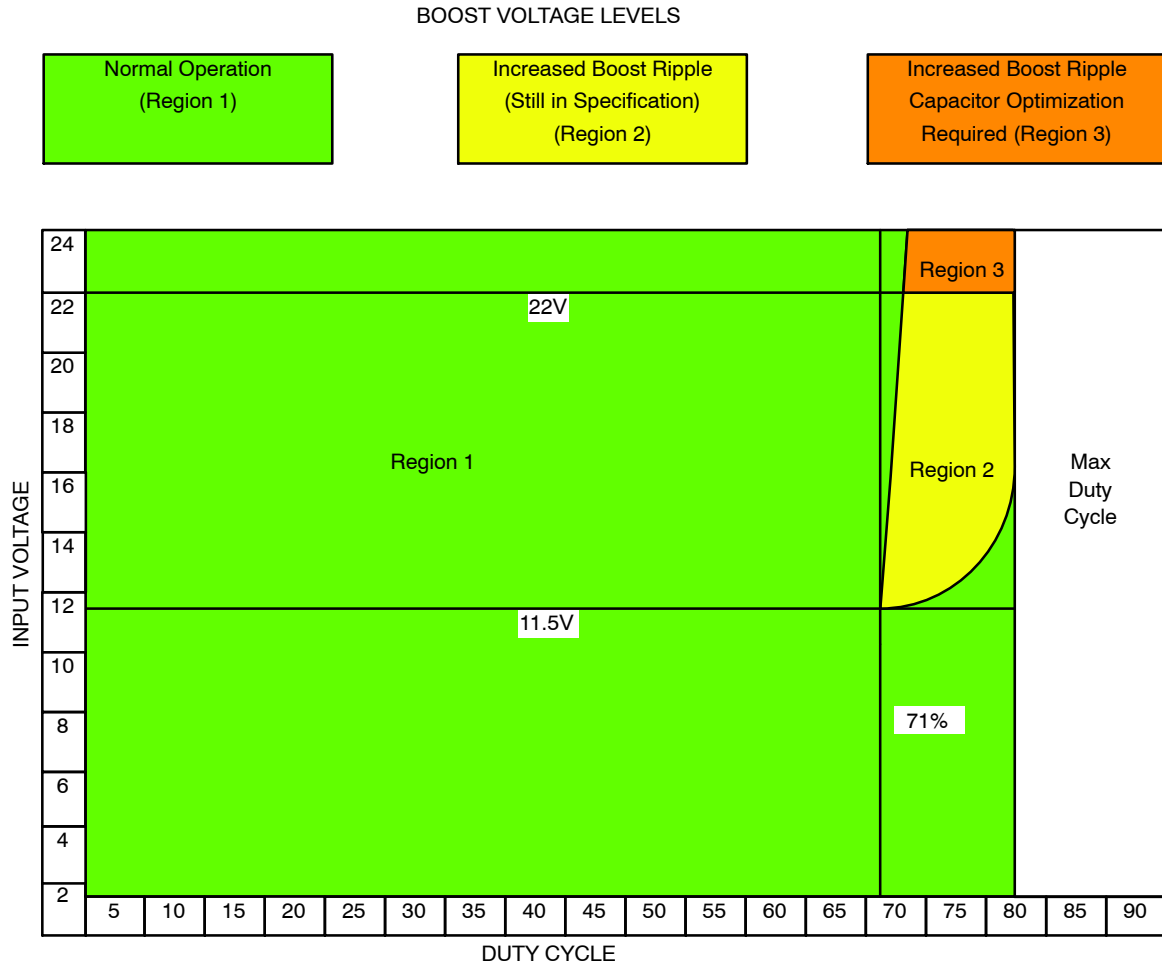 BOOST VOLTAGE LEVELS
Normal Operation
(Region 1)
Increased Boost Ripple
(Still in Specification)
(Region 2)
Increased Boost Ripple
Capacitor Optimization
Required (Region 3)
24
Region 3
22
22V
20
18
Region 1
Region 2
16
Max
Duty
Cycle
14
12
11.5V
10
8
71%
6
4
2
INPUT VOLTAGE
5 10 15 20 25 30 35 40 45 50 55 60 65 70 75 80 85 90
DUTY CYCLE